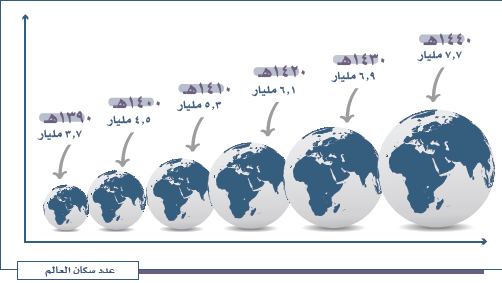 ١٤٤٠هـ
٧,٧ مليار
١٤٣٠هـ
٦,٩ مليار
١٤٢٠هـ
٦,١ مليار
١٤١٠هـ
٥,٣ مليار
١٤٠٠هـ
٤,٥ مليار
١٣٩٠هـ
٣,٧ مليار
عدد سكان العالم